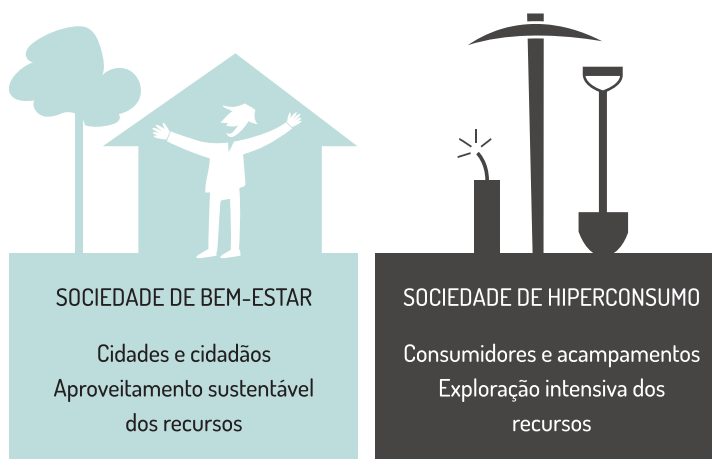 SOCIEDADE DE BEM-ESTAR
Cidades e cidadãos
Aproveitamento sustentável
dos recursos
SOCIEDADE DE HIPERCONSUMO
Consumidores e acampamentos
Exploração intensiva dos
recursos